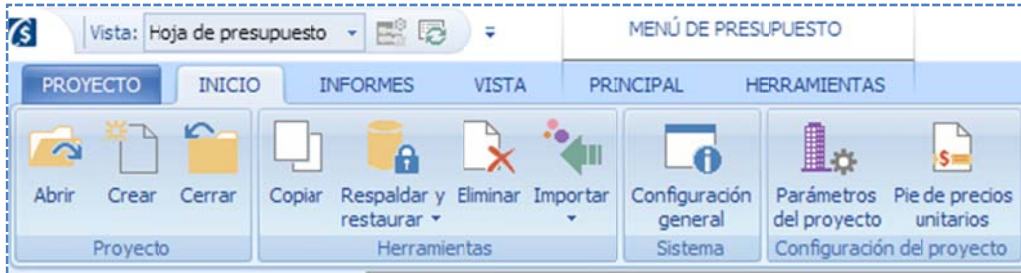 Vista: Hoja de presupuesto
MENÚ DE PRESUPUESTO
PROYECTO INICIO INFORMES VISTA PRINCIPAL HERRAMIENTAS
Abrir Crear Cerrar Copiar Respaldar y Eliminar Importar Configuración Parámetros Pie de precios
restaurar general del proyecto unitarios
Proyecto Herramientas Sistema Configuración del proyecto